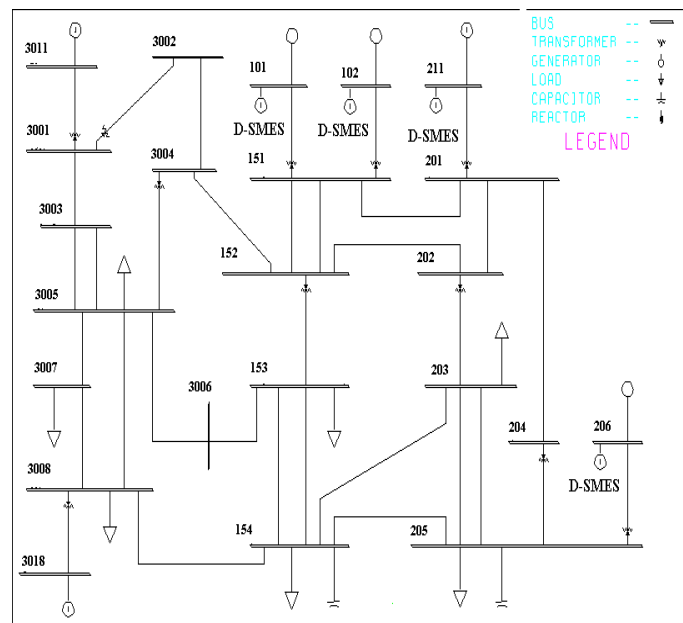 BUS --
TRANSFORMER --
GENERATOR --
LOAD --
CAPACITOR --
REACTOR --
LEGEND
3011
3002
101
102
211
D-SMES
D-SMES
D-SMES
3001
3004
151
201
3003
152
202
3005
3007
3006
153
203
204
206
D-SMES
3008
154
205
3018